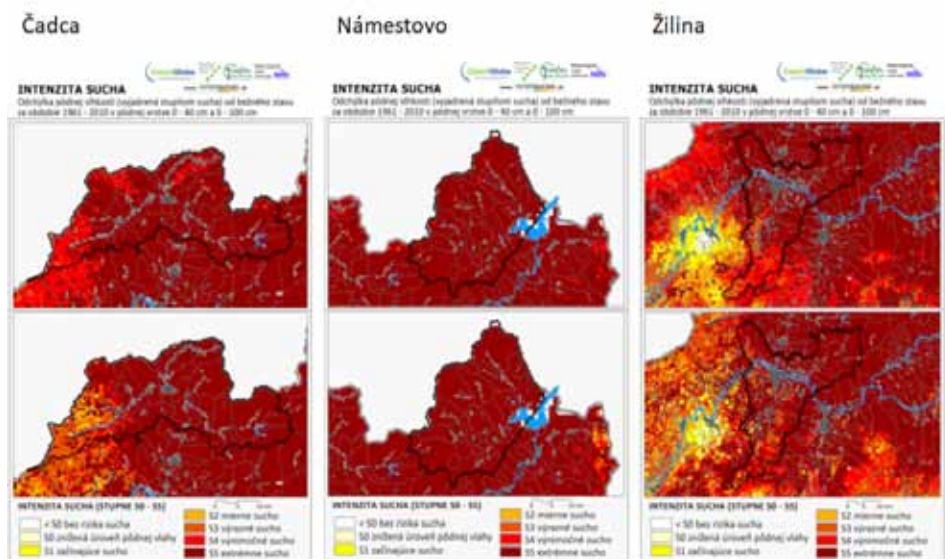 Čadca
INTENZITA SUCHA
Odchýlka pôdnej vlhkosti (vyjadrená stupňom sucha) od bežného stavu
za obdobie 1961 - 2010 v pôdnej vrstve 0 - 40 cm a 0 - 100 cm
INTENZITA SUCHA (STUPNE S0 - S5)
< S0 bez rizika sucha
S0 znížená úroveň pôdnej vlahy
S1 začínajúce sucho
S2 mierne sucho
S3 výrazné sucho
S4 výnimočné sucho
S5 extrémne sucho
Námestovo
INTENZITA SUCHA
Odchýlka pôdnej vlhkosti (vyjadrená stupňom sucha) od bežného stavu
za obdobie 1961 - 2010 v pôdnej vrstve 0 - 40 cm a 0 - 100 cm
INTENZITA SUCHA (STUPNE S0 - S5)
< S0 bez rizika sucha
S0 znížená úroveň pôdnej vlahy
S1 začínajúce sucho
S2 mierne sucho
S3 výrazné sucho
S4 výnimočné sucho
S5 extrémne sucho
Žilina
INTENZITA SUCHA
Odchýlka pôdnej vlhkosti (vyjadrená stupňom sucha) od bežného stavu
za obdobie 1961 - 2010 v pôdnej vrstve 0 - 40 cm a 0 - 100 cm
INTENZITA SUCHA (STUPNE S0 - S5)
< S0 bez rizika sucha
S0 znížená úroveň pôdnej vlahy
S1 začínajúce sucho
S2 mierne sucho
S3 výrazné sucho
S4 výnimočné sucho
S5 extrémne sucho